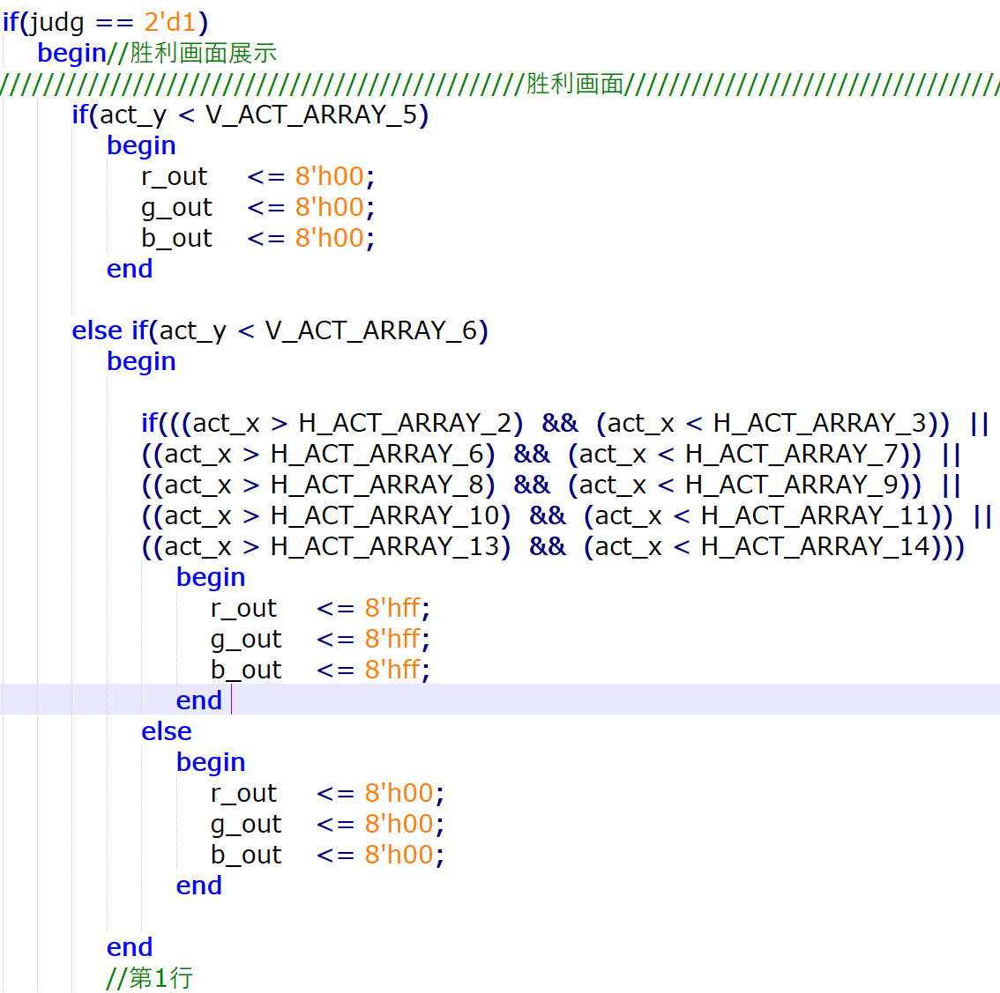 if(judg == 2'd1)
begin//胜利画面展示
///////////////////////////////////////////////胜利画面//////////////////////////////////
if(act_y < V_ACT_ARRAY_5)
begin
r_out <= 8'h00;
g_out <= 8'h00;
b_out <= 8'h00;
end
else if(act_y < V_ACT_ARRAY_6)
begin
if(((act_x > H_ACT_ARRAY_2) && (act_x < H_ACT_ARRAY_3)) ||
((act_x > H_ACT_ARRAY_6) && (act_x < H_ACT_ARRAY_7)) ||
((act_x > H_ACT_ARRAY_8) && (act_x < H_ACT_ARRAY_9)) ||
((act_x > H_ACT_ARRAY_10) && (act_x < H_ACT_ARRAY_11)) ||
((act_x > H_ACT_ARRAY_13) && (act_x < H_ACT_ARRAY_14)))
begin
r_out <= 8'hff;
g_out <= 8'hff;
b_out <= 8'hff;
end
else
begin
r_out <= 8'h00;
g_out <= 8'h00;
b_out <= 8'h00;
end
end
//第1行